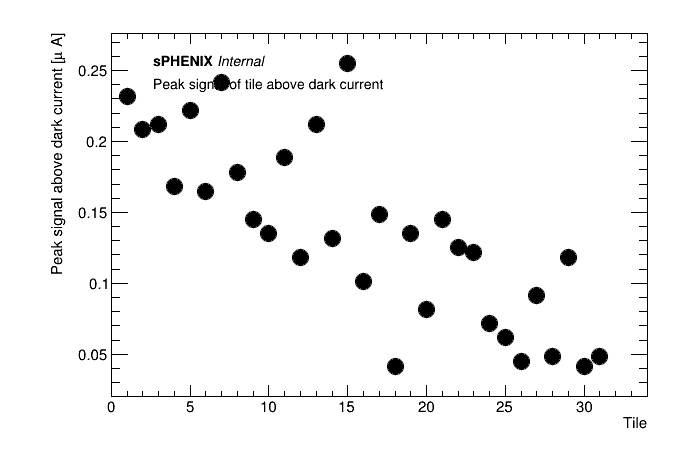 Peak signal above dark current [μ A]
sPHENIX Internal
Peak signal of tile above dark current
0.25
0.2
0.15
0.1
0.05
0 5 10 15 20 25 30
Tile